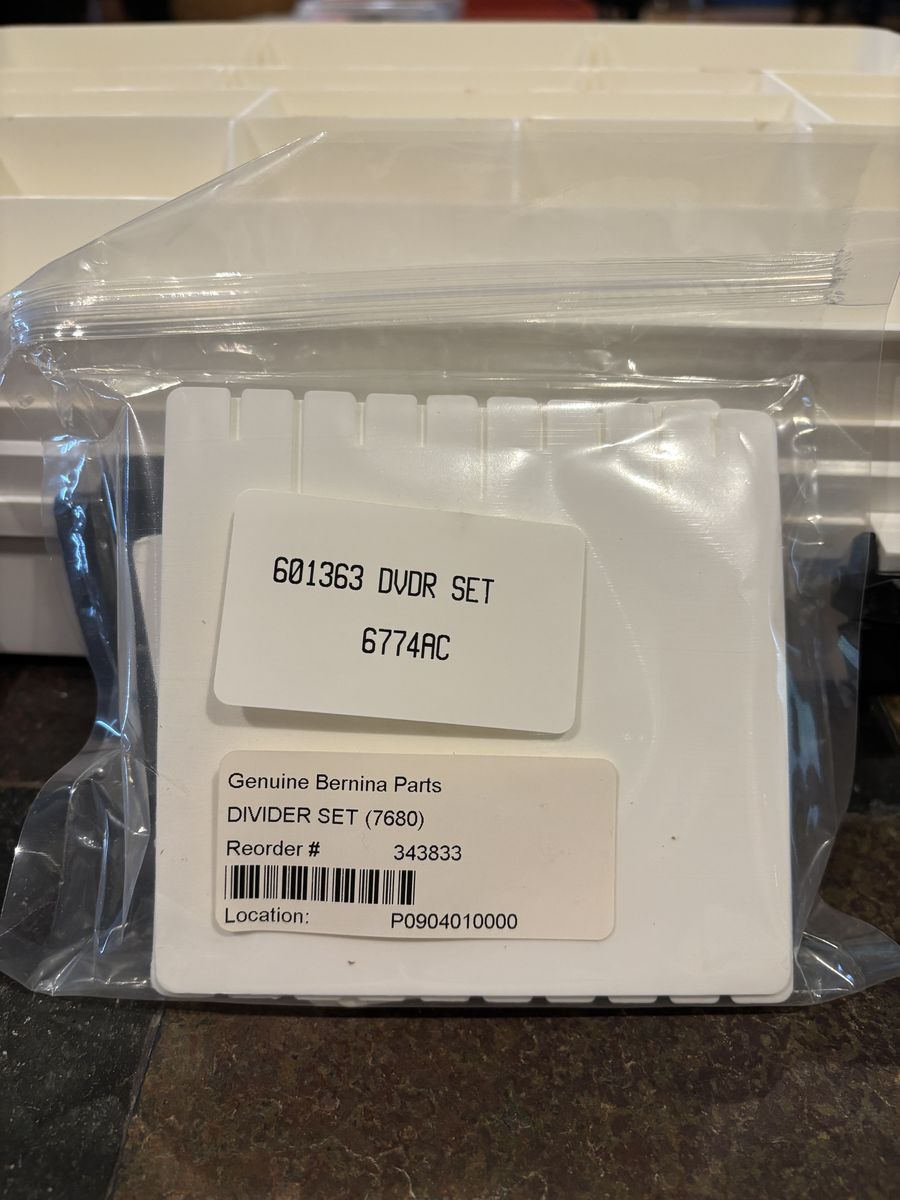 601363 DVDR SET
6774AC
Genuine Bernina Parts
DIVIDER SET (7680)
Reorder # 343833
Location: P0904010000